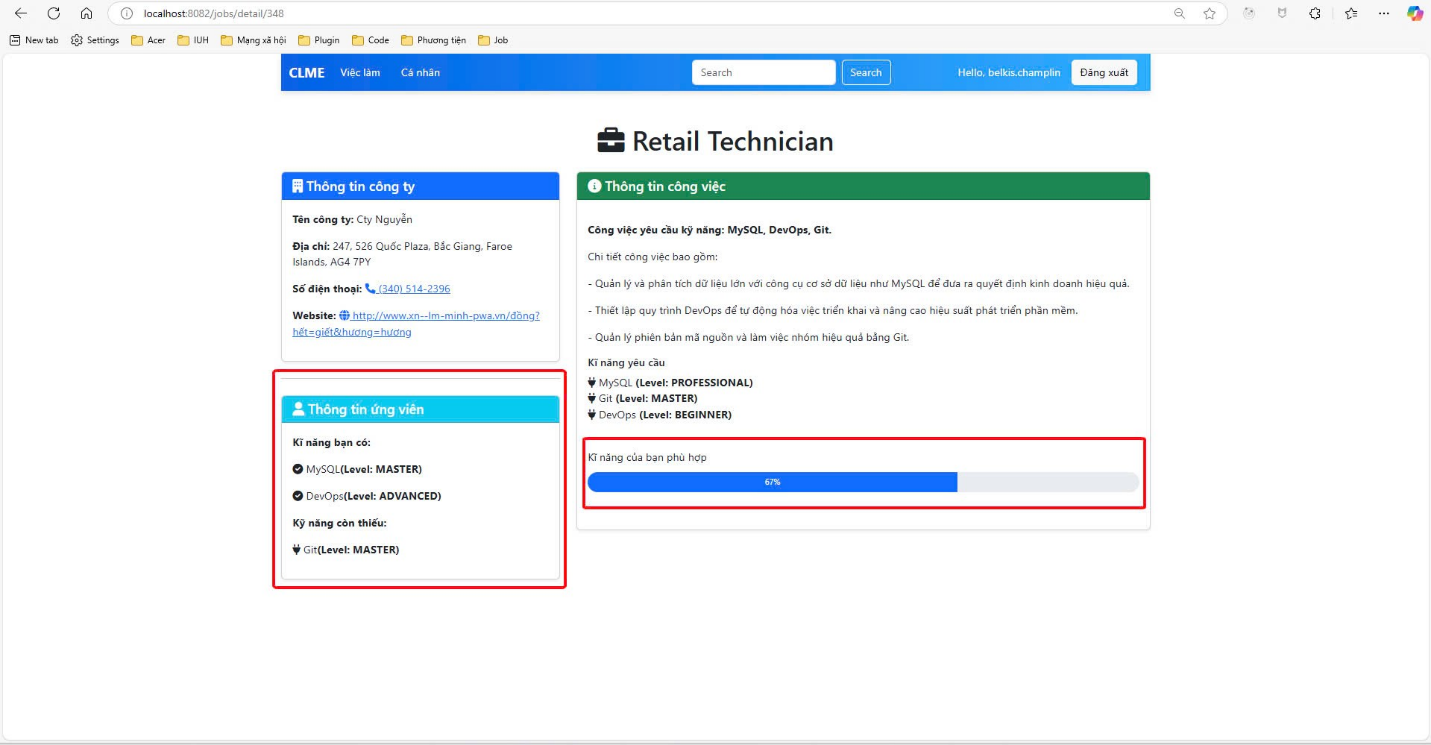 localhost:8082/jobs/detail/348
New tab Settings Acer IUH Mạng xã hội Plugin Code Phương tiện Job
CLME Việc làm Cá nhân Search Search Hello, belkis.champlin Đăng xuất
Retail Technician
Thông tin công ty
Tên công ty: Cty Nguyễn
Địa chỉ: 247, 526 Quốc Plaza, Bắc Giang, Faroe
Islands, AG4 7PY
Số điện thoại: (340) 514-2396
Website: http://www.xn--lm-minh-pwa.vn/đồng?
hết=giết&hương=hương
Thông tin ứng viên
Kĩ năng bạn có:
MySQL(Level: MASTER)
DevOps(Level: ADVANCED)
Kỹ năng còn thiếu:
Git(Level: MASTER)
Thông tin công việc
Công việc yêu cầu kỹ năng: MySQL, DevOps, Git.
Chi tiết công việc bao gồm:
- Quản lý và phân tích dữ liệu lớn với công cụ cơ sở dữ liệu như MySQL để đưa ra quyết định kinh doanh hiệu quả.
- Thiết lập quy trình DevOps để tự động hóa việc triển khai và nâng cao hiệu suất phát triển phần mềm.
- Quản lý phiên bản mã nguồn và làm việc nhóm hiệu quả bằng Git.
Kĩ năng yêu cầu
MySQL (Level: PROFESSIONAL)
Git (Level: MASTER)
DevOps (Level: BEGINNER)
Kĩ năng của bạn phù hợp
67%